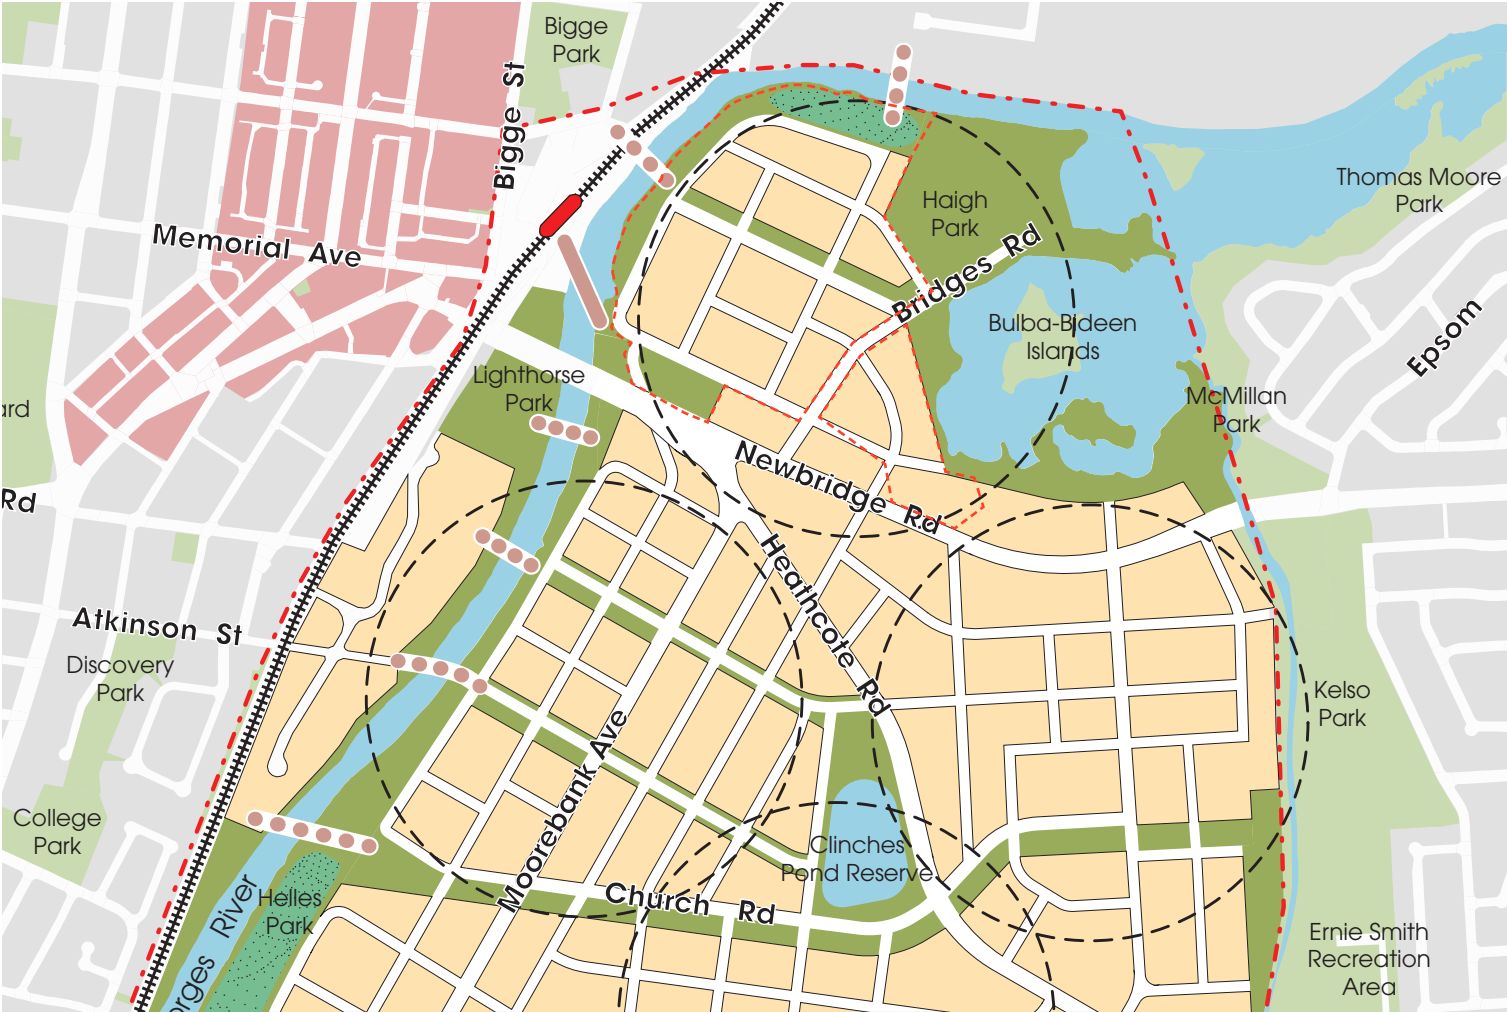 Bigge
Park
Bigge St
Thomas Moore
Park
Haigh
Park
Memorial Ave
Bridges Rd
Bulba-Bideen
Islands
Epsom
Lighthorse
Park
McMillan
Park
ard
Newbridge Rd
Rd
Heathcote Rd
Atkinson St
Discovery
Park
Kelso
Park
Moorebank Ave
College
Park
Clinches
Pond Reserve
Helles
Park
River
Church Rd
Ernie Smith
Recreation
Area
orges